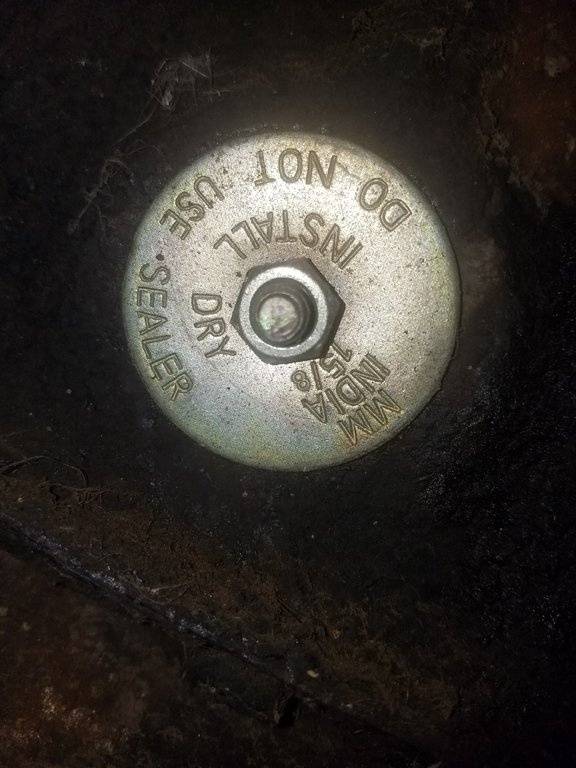 DO NOT USE SEALER
INSTALL DRY
MM
INDIA
15/8